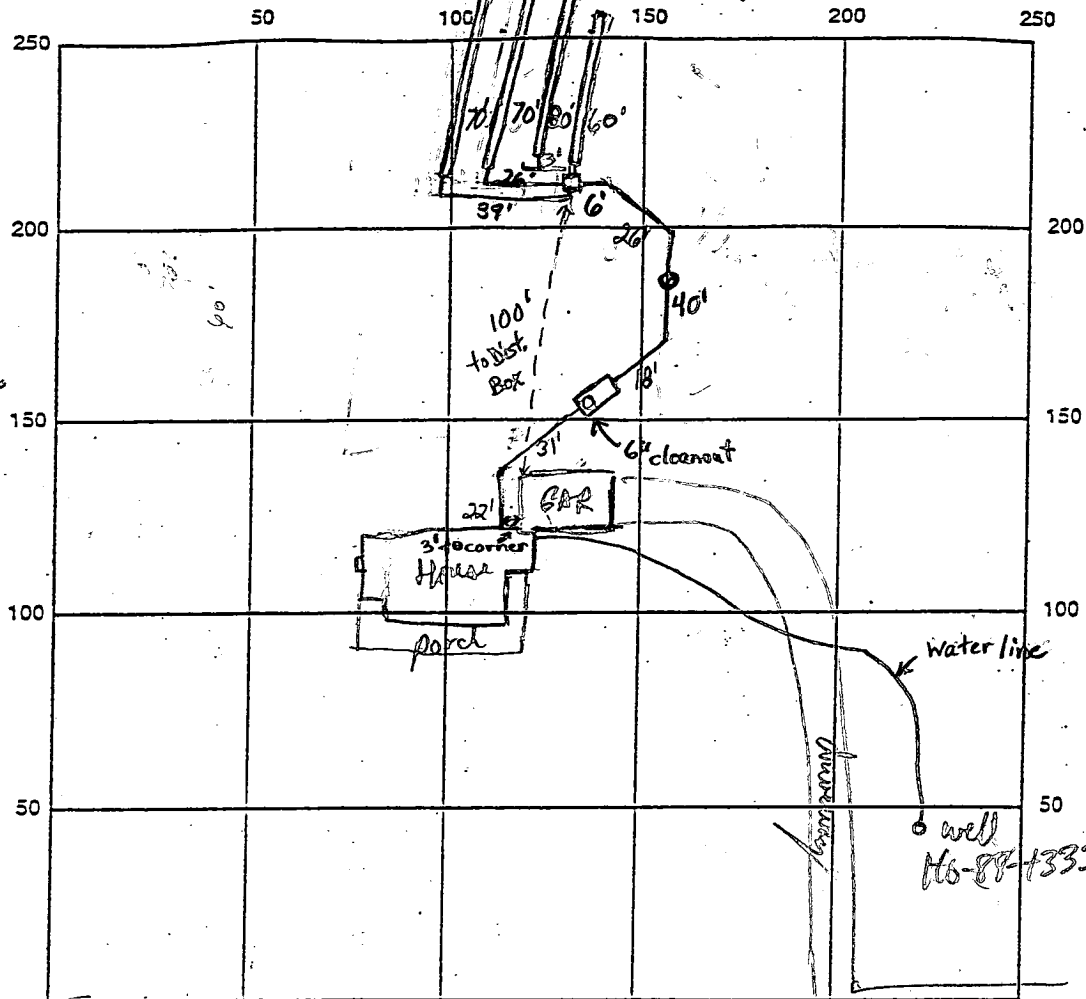 50 100 150 200 250
250
70' 70' 80' 60'
3'
26'
39' 6'
200 26' 200
40'
60'
100'
to Dist.
Box
18'
150 150
31' 6" cleanout
22' GAR
3' to corner
House
100 100
porch
water line
50 50
Driveway
well